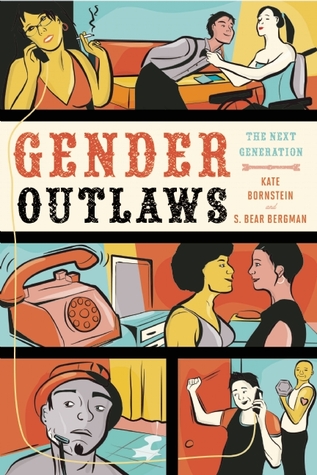 GENDER
OUTLAWS
THE NEXT
GENERATION
KATE
BORNSTEIN
and
S. BEAR BERGMAN